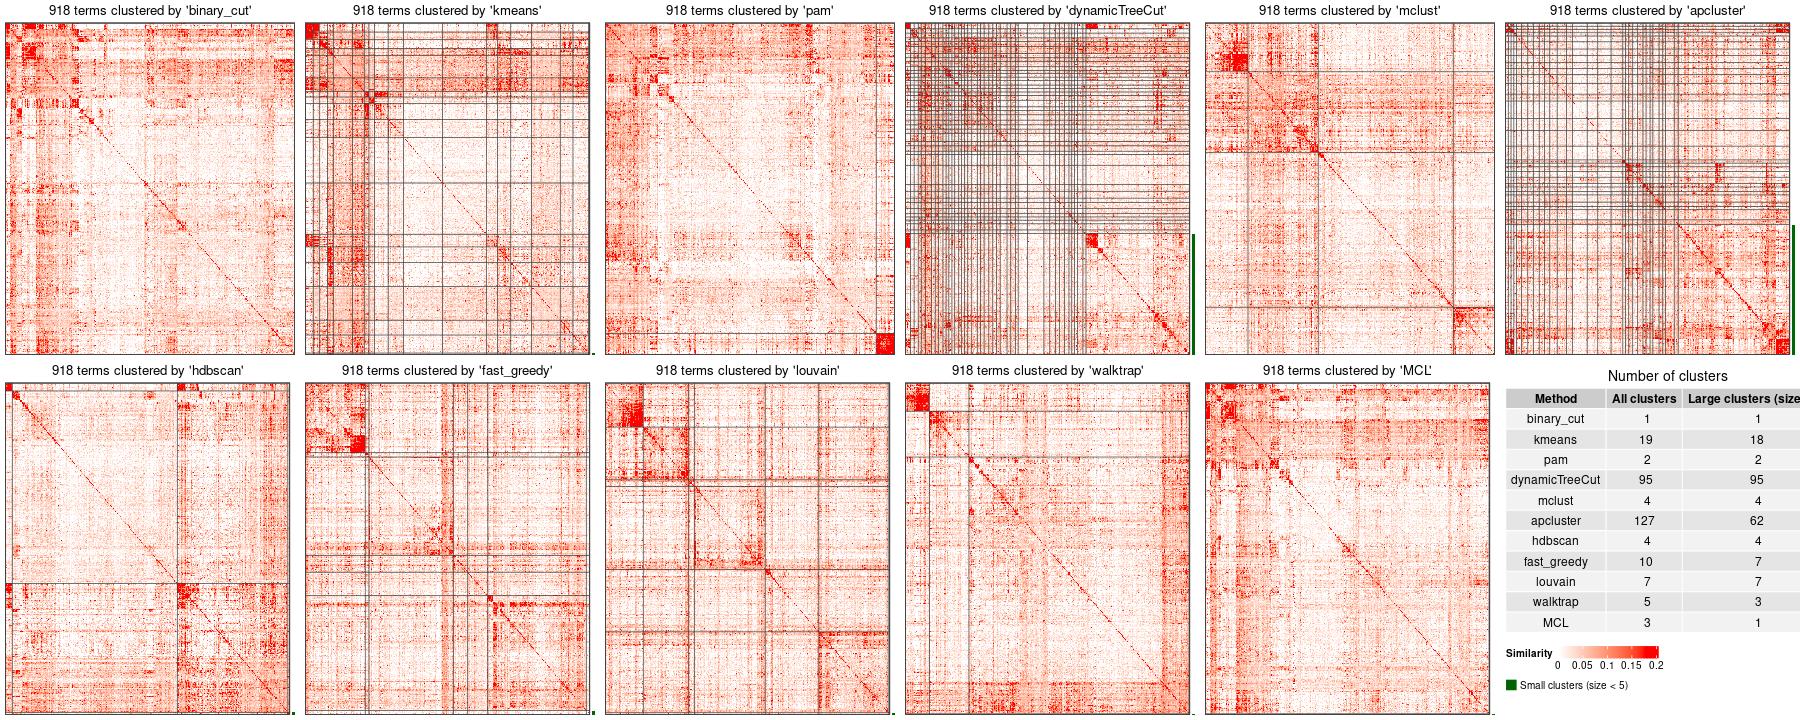 918 terms clustered by 'binary_cut'
918 terms clustered by 'kmeans'
918 terms clustered by 'pam'
918 terms clustered by 'dynamicTreeCut'
918 terms clustered by 'mclust'
918 terms clustered by 'apcluster'
918 terms clustered by 'hdbscan'
918 terms clustered by 'fast_greedy'
918 terms clustered by 'louvain'
918 terms clustered by 'walktrap'
918 terms clustered by 'MCL'
Number of clusters
Method All clusters Large clusters (size
binary_cut 1 1
kmeans 19 18
pam 2 2
dynamicTreeCut 95 95
mclust 4 4
apcluster 127 62
hdbscan 4 4
fast_greedy 10 7
louvain 7 7
walktrap 5 3
MCL 3 1
Similarity
0 0.05 0.1 0.15 0.2
Small clusters (size < 5)